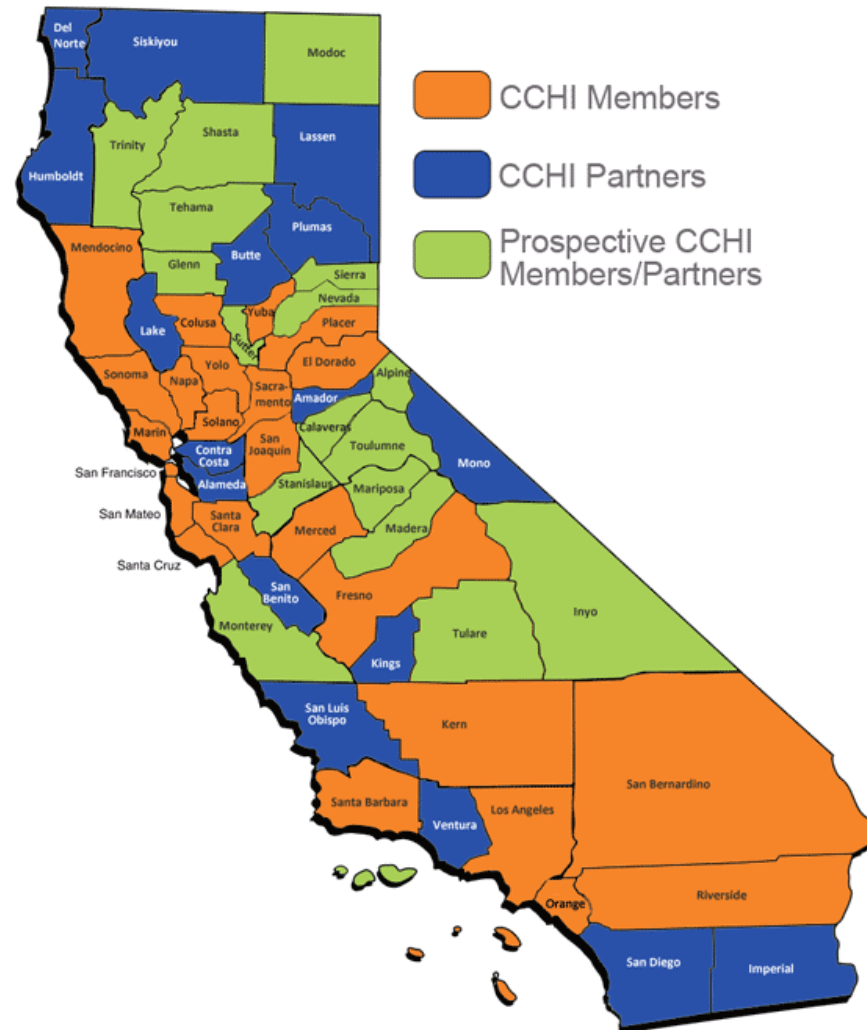 Del
Norte
Siskiyou
Modoc
CCHI Members
Trinity
Shasta
Lassen
CCHI Partners
Humboldt
Tehama
Plumas
Prospective CCHI
Members/Partners
Mendocino
Glenn
Butte
Sierra
Nevada
Lake
Colusa
Sutter
Yuba
Placer
Sonoma
Napa
Yolo
El Dorado
Alpine
Sacra-
mento
Amador
Marin
Solano
Calaveras
San
Joaquin
Toulumne
Contra
Costa
Mono
San Francisco
Alameda
Stanislaus
Mariposa
San Mateo
Santa
Clara
Merced
Madera
Santa Cruz
San
Benito
Fresno
Inyo
Monterey
Tulare
Kings
San Luis
Obispo
Kern
San Bernardino
Santa Barbara
Los Angeles
Ventura
Riverside
Orange
San Diego
Imperial